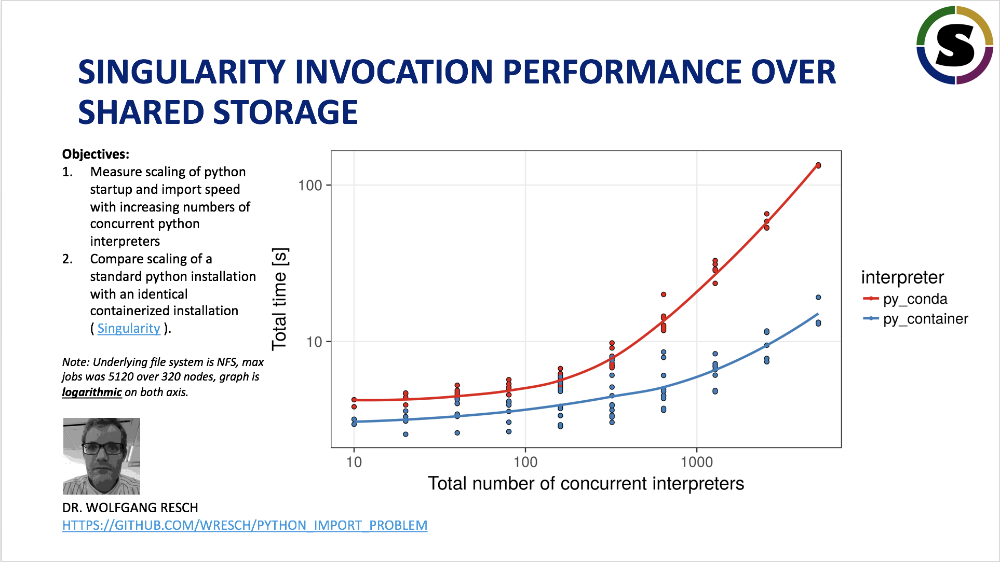 S
SINGULARITY INVOCATION PERFORMANCE OVER
SHARED STORAGE
Objectives:
1. Measure scaling of python
startup and import speed
with increasing numbers of
concurrent python
interpreters
2. Compare scaling of a
standard python installation
with an identical
containerized installation
( Singularity ).
Note: Underlying file system is NFS, max
jobs was 5120 over 320 nodes, graph is
logarithmic on both axis.
DR. WOLFGANG RESCH
HTTPS://GITHUB.COM/WRESCH/PYTHON_IMPORT_PROBLEM
Total time [s]
100
10
10 100 1000
Total number of concurrent interpreters
interpreter
py_conda
py_container